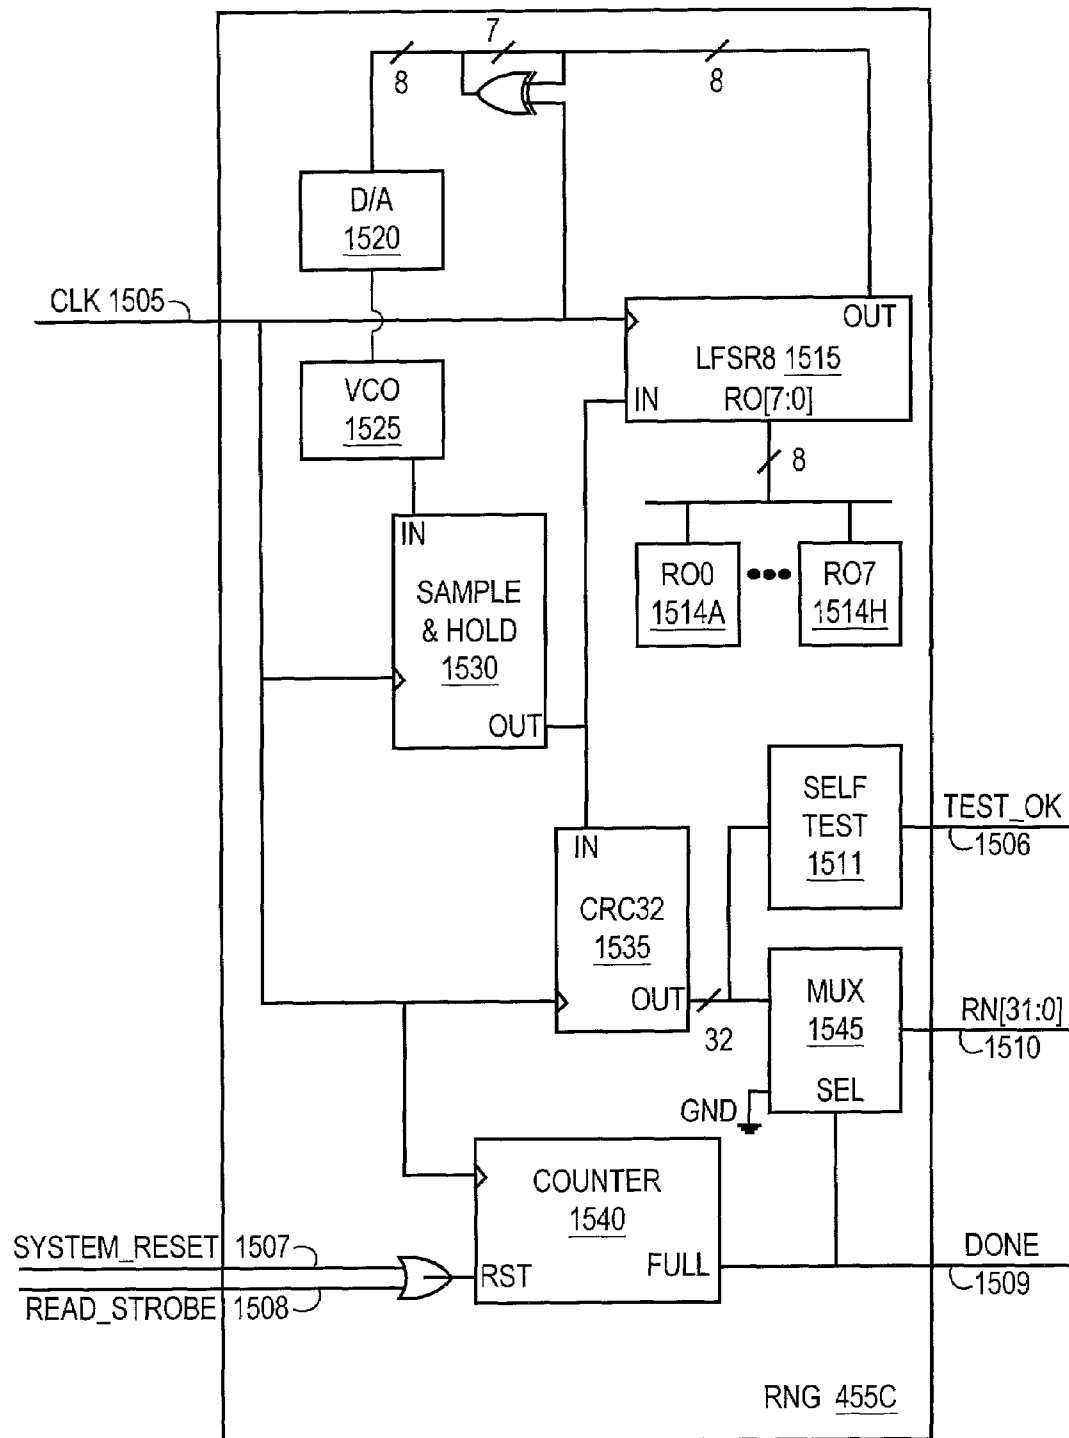 7
8
8
D/A
1520
CLK 1505
OUT
LFSR8 1515
IN
RO[7:0]
VCO
1525
8
IN
SAMPLE
& HOLD
1530
OUT
RO0
1514A
RO7
1514H
SELF
TEST
1511
TEST_OK
1506
IN
CRC32
1535
OUT
32
MUX
1545
SEL
RN[31:0]
1510
GND
COUNTER
1540
RST
FULL
SYSTEM_RESET 1507
READ_STROBE 1508
DONE
1509
RNG 455C